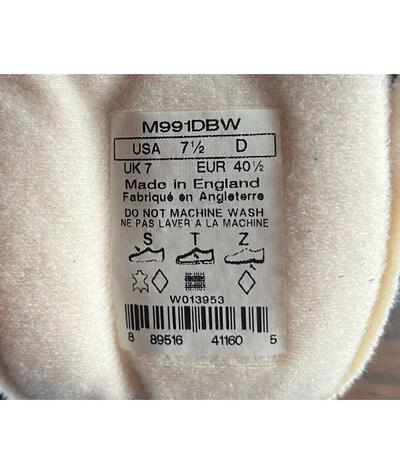 M991DBW
USA 7½ D
UK 7 EUR 40½
Made in England
Fabriqué en Angleterre
DO NOT MACHINE WASH
NE PAS LAVER A LA MACHINE
S T Z
W013953
8 89516 41160 5